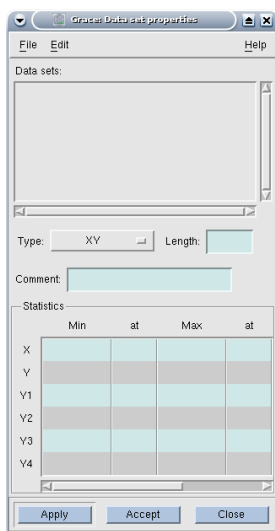 Grace: Data set properties
File Edit Help
Data sets:
Type: XY Length:
Comment:
Statistics
Min at Max at
X
Y
Y1
Y2
Y3
Y4
Apply Accept Close